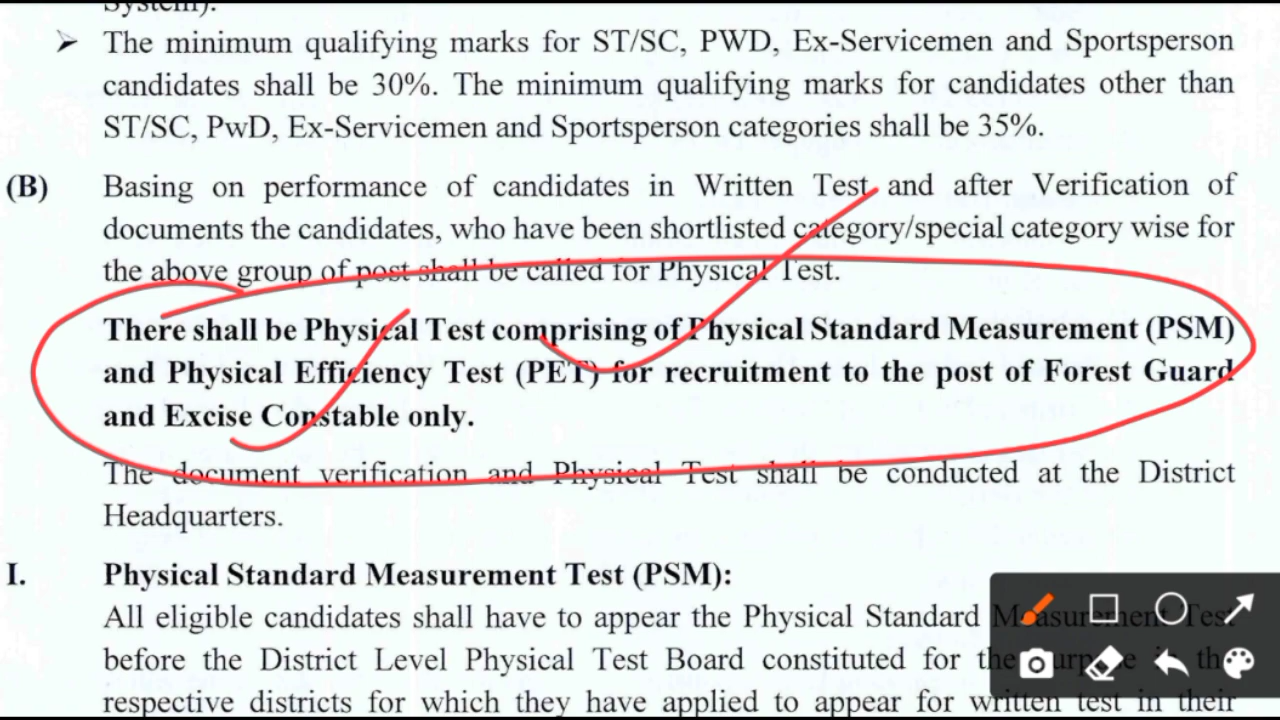 System).
➤ The minimum qualifying marks for ST/SC, PWD, Ex-Servicemen and Sportsperson
candidates shall be 30%. The minimum qualifying marks for candidates other than
ST/SC, PwD, Ex-Servicemen and Sportsperson categories shall be 35%.
(B) Basing on performance of candidates in Written Test and after Verification of
documents the candidates, who have been shortlisted category/special category wise for
the above group of post shall be called for Physical Test.
There shall be Physical Test comprising of Physical Standard Measurement (PSM)
and Physical Efficiency Test (PET) for recruitment to the post of Forest Guard
and Excise Constable only.
The document verification and Physical Test shall be conducted at the District
Headquarters.
I. Physical Standard Measurement Test (PSM):
All eligible candidates shall have to appear the Physical Standard Measurement Test
before the District Level Physical Test Board constituted for the purpose in the
respective districts for which they have applied to appear for written test in their